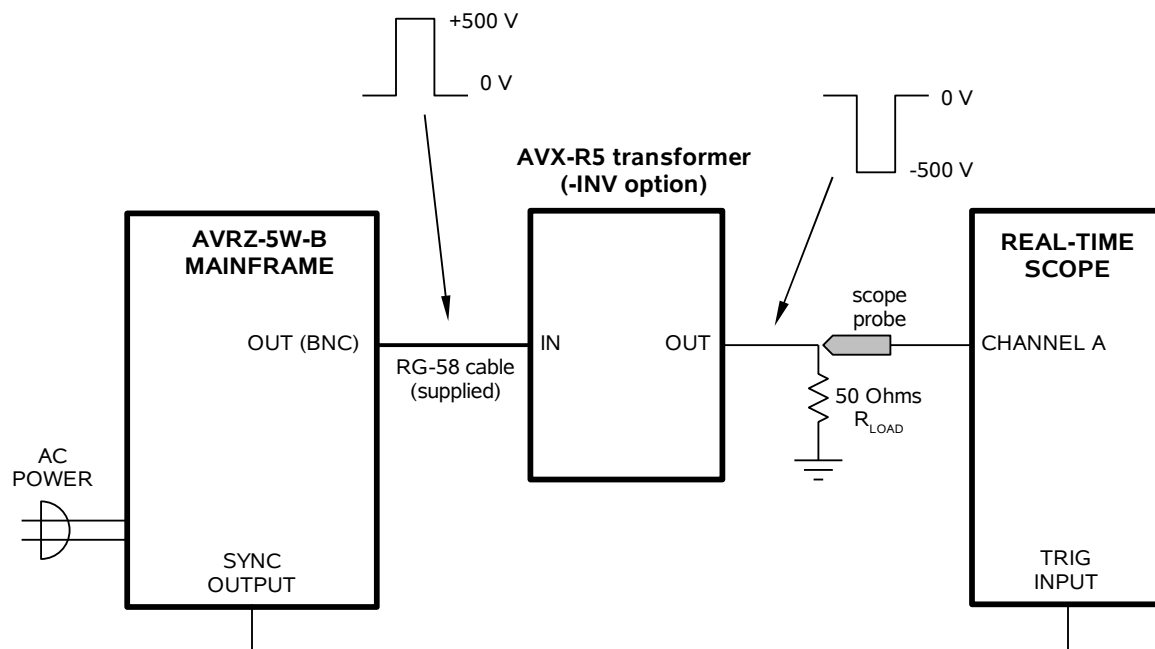 +500 V
0 V
0 V
-500 V
AVX-R5 transformer
(-INV option)
AVRZ-5W-B
MAINFRAME
REAL-TIME
SCOPE
scope
probe
OUT (BNC)
IN
OUT
CHANNEL A
RG-58 cable
(supplied)
50 Ohms
R_LOAD
AC
POWER
SYNC
OUTPUT
TRIG
INPUT